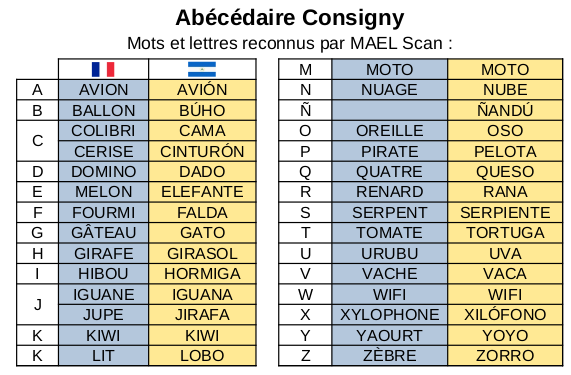 Abécédaire Consigny
Mots et lettres reconnus par MAEL Scan :
A AVION AVIÓN
B BALLON BÚHO
C COLIBRI CAMA
CERISE CINTURÓN
D DOMINO DADO
E MELON ELEFANTE
F FOURMI FALDA
G GÂTEAU GATO
H GIRAFE GIRASOL
I HIBOU HORMIGA
J IGUANE IGUANA
JUPE JIRAFA
K KIWI KIWI
K LIT LOBO
M MOTO MOTO
N NUAGE NUBE
Ñ ÑANDÚ
O OREILLE OSO
P PIRATE PELOTA
Q QUATRE QUESO
R RENARD RANA
S SERPENT SERPIENTE
T TOMATE TORTUGA
U URUBU UVA
V VACHE VACA
W WIFI WIFI
X XYLOPHONE XILÓFONO
Y YAOURT YOYO
Z ZÈBRE ZORRO